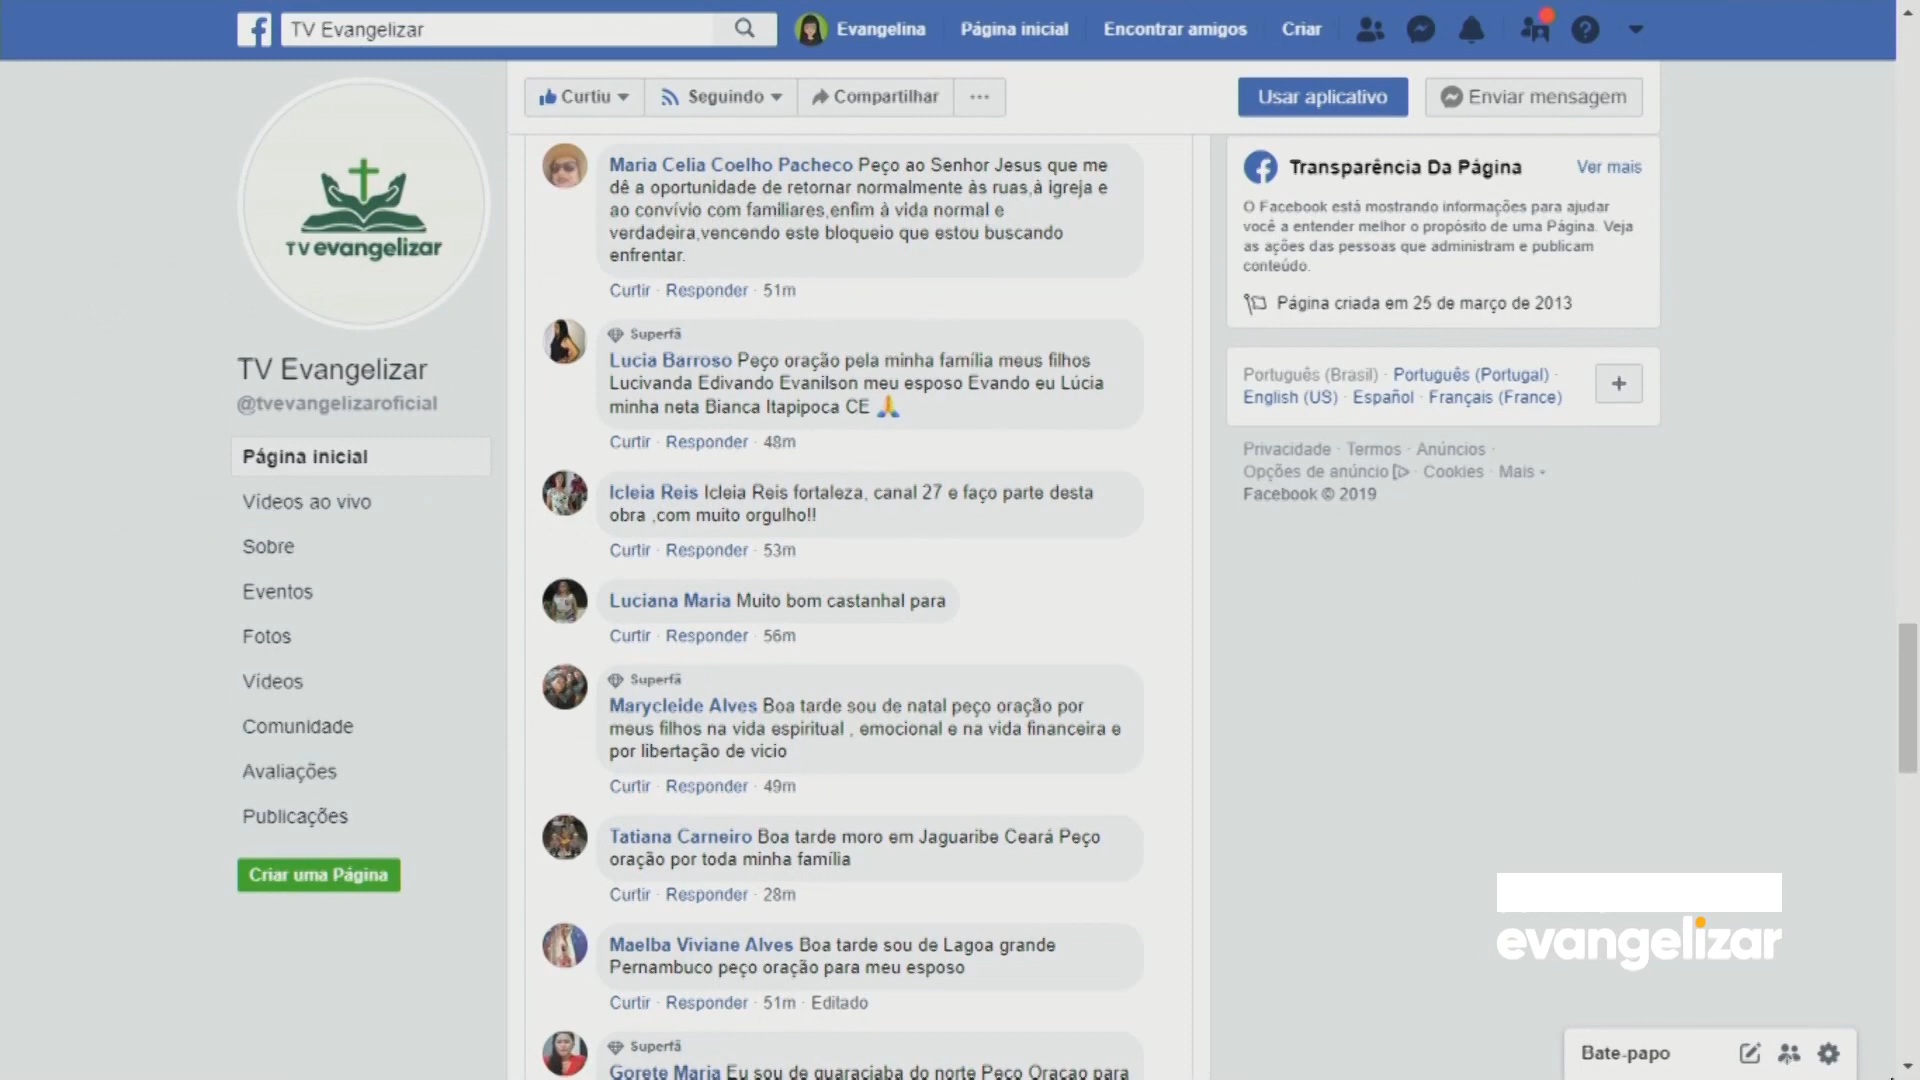 TV Evangelizar
Evangelina
Página inicial
Encontrar amigos
Criar
Curtiu
Seguindo
Compartilhar
Usar aplicativo
Enviar mensagem
TV evangelizar
TV Evangelizar
@tvevangelizaroficial
Página inicial
Vídeos ao vivo
Sobre
Eventos
Fotos
Vídeos
Comunidade
Avaliações
Publicações
Criar uma Página
Maria Celia Coelho Pacheco Peço ao Senhor Jesus que me
dê a oportunidade de retornar normalmente às ruas,à igreja e
ao convívio com familiares,enfim à vida normal e
verdadeira,vencendo este bloqueio que estou buscando
enfrentar.
Curtir · Responder · 51m
Superfã
Lucia Barroso Peço oração pela minha família meus filhos
Lucivanda Edivando Evanilson meu esposo Evando eu Lúcia
minha neta Bianca Itapipoca CE 🙏
Curtir · Responder · 48m
Icleia Reis Icleia Reis fortaleza, canal 27 e faço parte desta
obra ,com muito orgulho!!
Curtir · Responder · 53m
Luciana Maria Muito bom castanhal para
Curtir · Responder · 56m
Superfã
Marycleide Alves Boa tarde sou de natal peço oração por
meus filhos na vida espiritual , emocional e na vida financeira e
por libertação de vicio
Curtir · Responder · 49m
Tatiana Carneiro Boa tarde moro em Jaguaribe Ceará Peço
oração por toda minha família
Curtir · Responder · 28m
Maelba Viviane Alves Boa tarde sou de Lagoa grande
Pernambuco peço oração para meu esposo
Curtir · Responder · 51m · Editado
Superfã
Gorete Maria Eu sou de guaraciaba do norte Peço Oraçao para
Transparência Da Página
Ver mais
O Facebook está mostrando informações para ajudar
você a entender melhor o propósito de uma Página. Veja
as ações das pessoas que administram e publicam
conteúdo.
Página criada em 25 de março de 2013
Português (Brasil) · Português (Portugal) ·
English (US) · Español · Français (France)
Privacidade · Termos · Anúncios ·
Opções de anúncio · Cookies · Mais
Facebook © 2019
evangelizar
Bate-papo